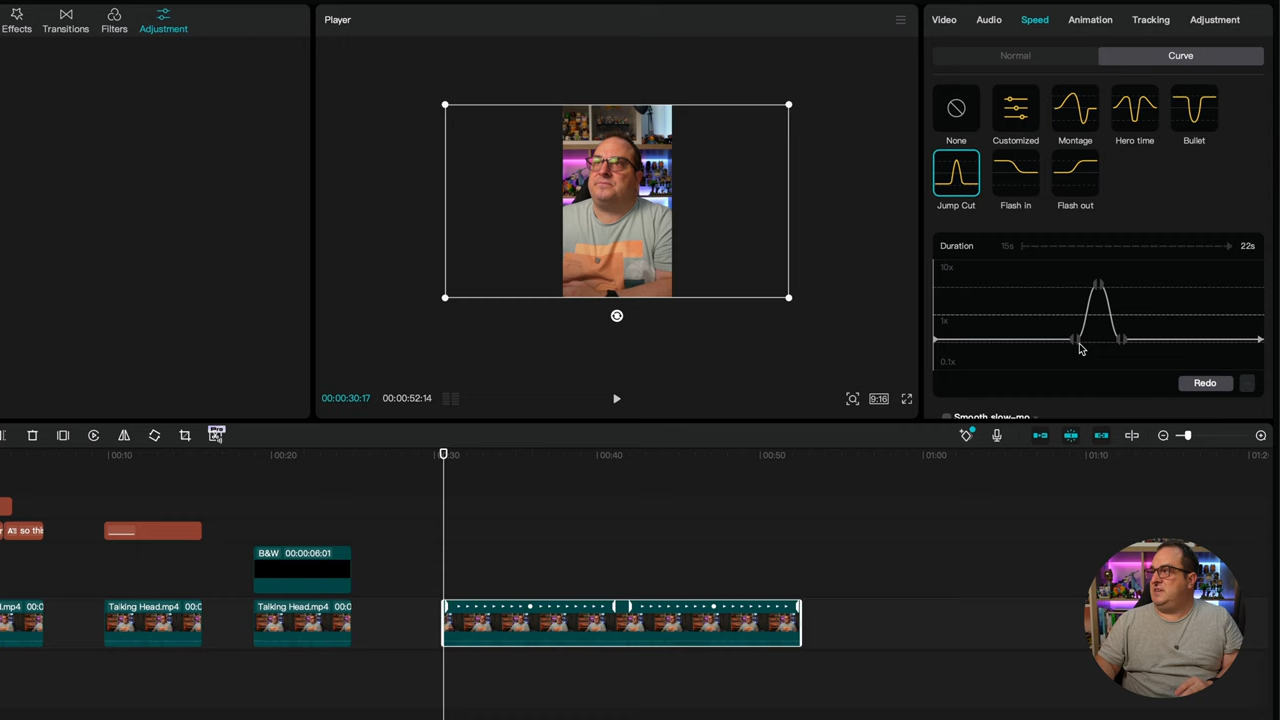 Effects Transitions Filters Adjustment
Player
Video Audio Speed Animation Tracking Adjustment
Normal Curve
None Customized Montage Hero time Bullet
Jump Cut Flash in Flash out
Duration 15s 22s
10x
1x
0.1x
Redo
Smooth slow-mo
00:00:30:17 00:00:52:14
9:16
Pro
00:10 00:20 :30 00:40 00:50 01:00 01:10 01:2
so thi
B&W 00:00:06:01
l.mp4 00:0 Talking Head.mp4 00:0 Talking Head.mp4 00:0